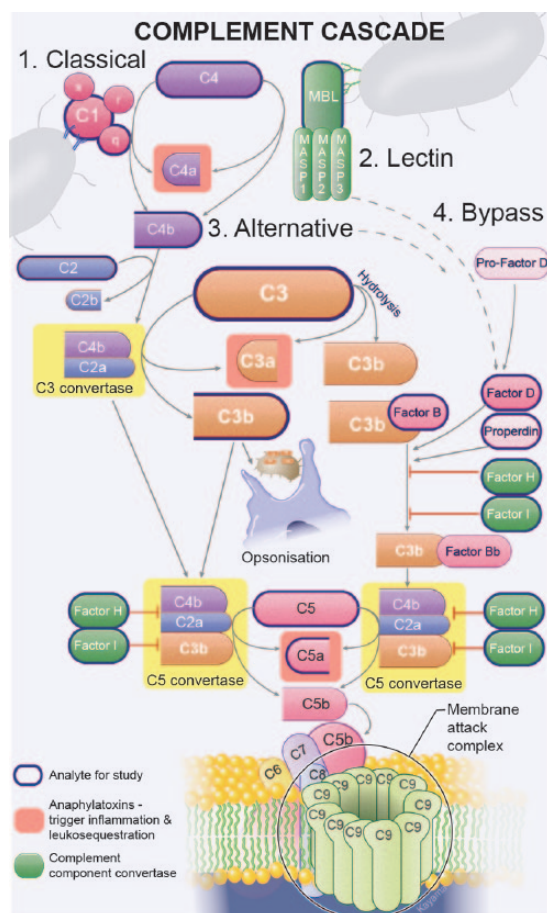 COMPLEMENT CASCADE
1. Classical
s
r
C1
q
C4
C4a
C4b
MBL
MASP1
MASP2
MASP3
2. Lectin
3. Alternative
4. Bypass
Pro-Factor D
C2
C2b
C3
Hydrolysis
C4b
C2a
C3 convertase
C3a
C3b
C3b
C3b
Factor B
Factor D
Properdin
Factor H
Factor I
Opsonisation
C3b
Factor Bb
Factor H
Factor I
C4b
C2a
C3b
C5 convertase
C5
C5a
C5b
C4b
C2a
C3b
C5 convertase
Factor H
Factor I
Membrane
attack
complex
C6
C7
C5b
C8
C9
C9
C9
C9
C9
C9
C9
C9
C9
C9
C9
C9
Analyte for study
Anaphylatoxins -
trigger inflammation &
leukosequestration
Complement
component convertase